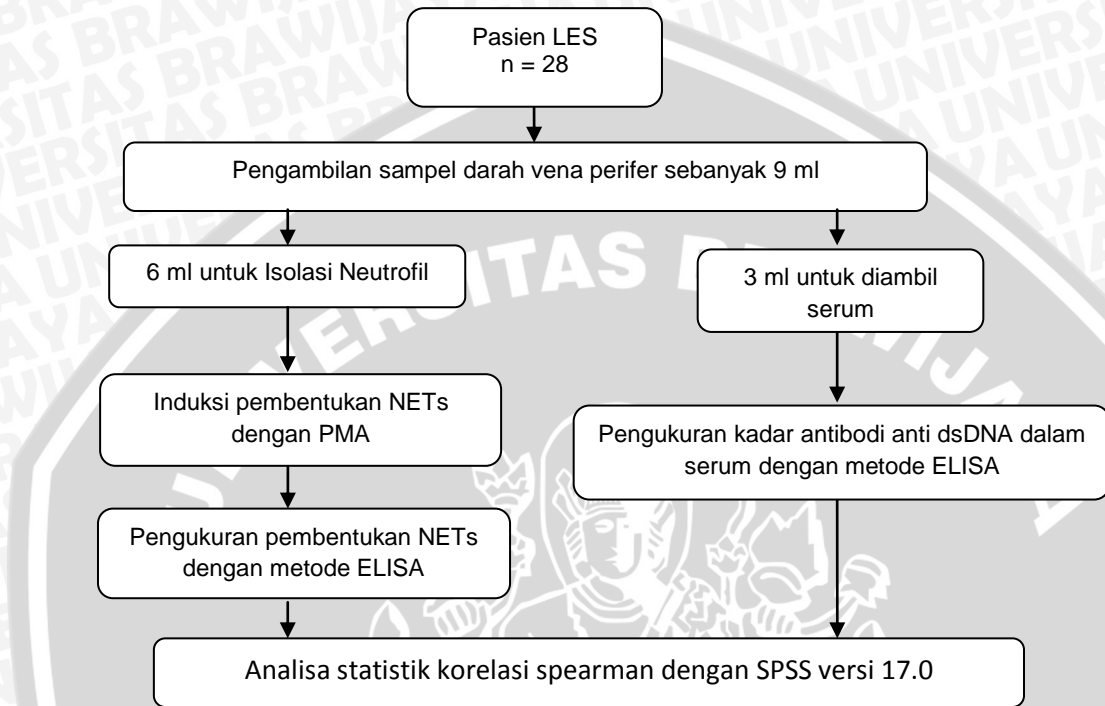 Pasien LES
n = 28
Pengambilan sampel darah vena perifer sebanyak 9 ml
6 ml untuk Isolasi Neutrofil
3 ml untuk diambil
serum
Induksi pembentukan NETs
dengan PMA
Pengukuran kadar antibodi anti dsDNA dalam
serum dengan metode ELISA
Pengukuran pembentukan NETs
dengan metode ELISA
Analisa statistik korelasi spearman dengan SPSS versi 17.0